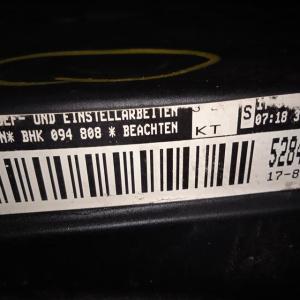 UND EINSTELLARBEITEN
BHK 094 808 * BEACHTEN
KT
S
07:18
528
17-8